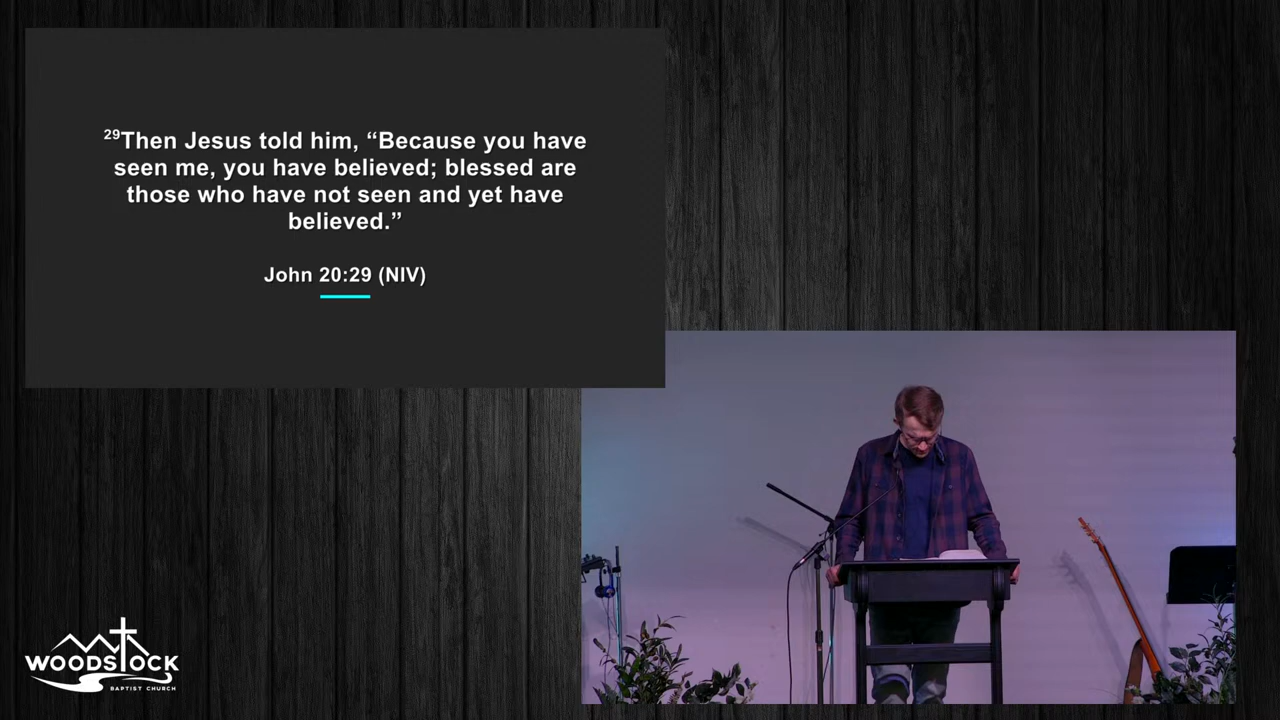 ²⁹Then Jesus told him, “Because you have
seen me, you have believed; blessed are
those who have not seen and yet have
believed.”
John 20:29 (NIV)
WOODSTOCK
BAPTIST CHURCH